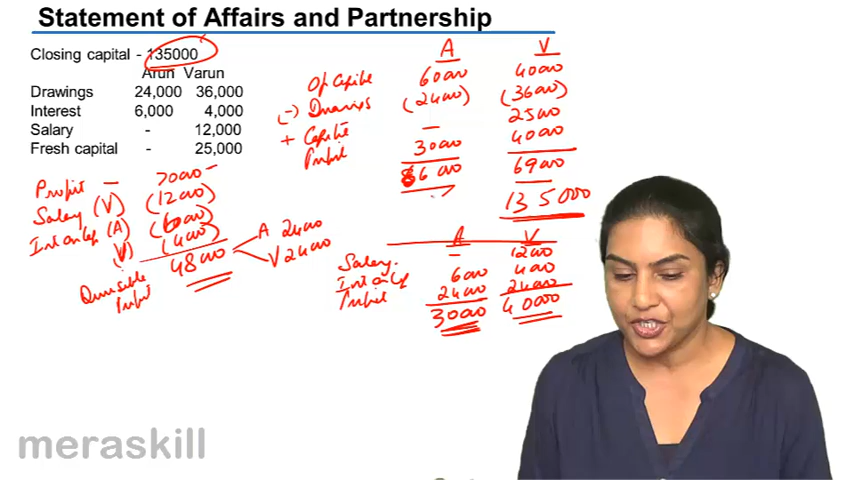 Statement of Affairs and Partnership
Closing capital - 135000
Arun Varun
Drawings 24,000 36,000
Interest 6,000 4,000
Salary - 12,000
Fresh capital - 25,000
A V
Op Capital 60000 40000
(-) Drawings (24000) (36000)
25000
+ Capital - 40000
Profit 30000
66000 69000
135000
Profit - 70000 -
Salary (V) (12000)
Int on Cap (A) (6000)
(V) (4000)
Divisible Profit 48000
A 24000
V 24000
A V
Salary - 12000
Int on Cap 6000 4000
Profit 24000 24000
30000 40000
meraskill